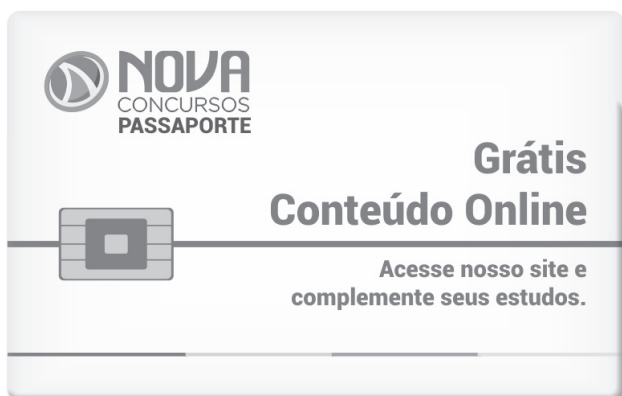 NOVA
CONCURSOS
PASSAPORTE
Grátis
Conteúdo Online
Acesse nosso site e
complemente seus estudos.